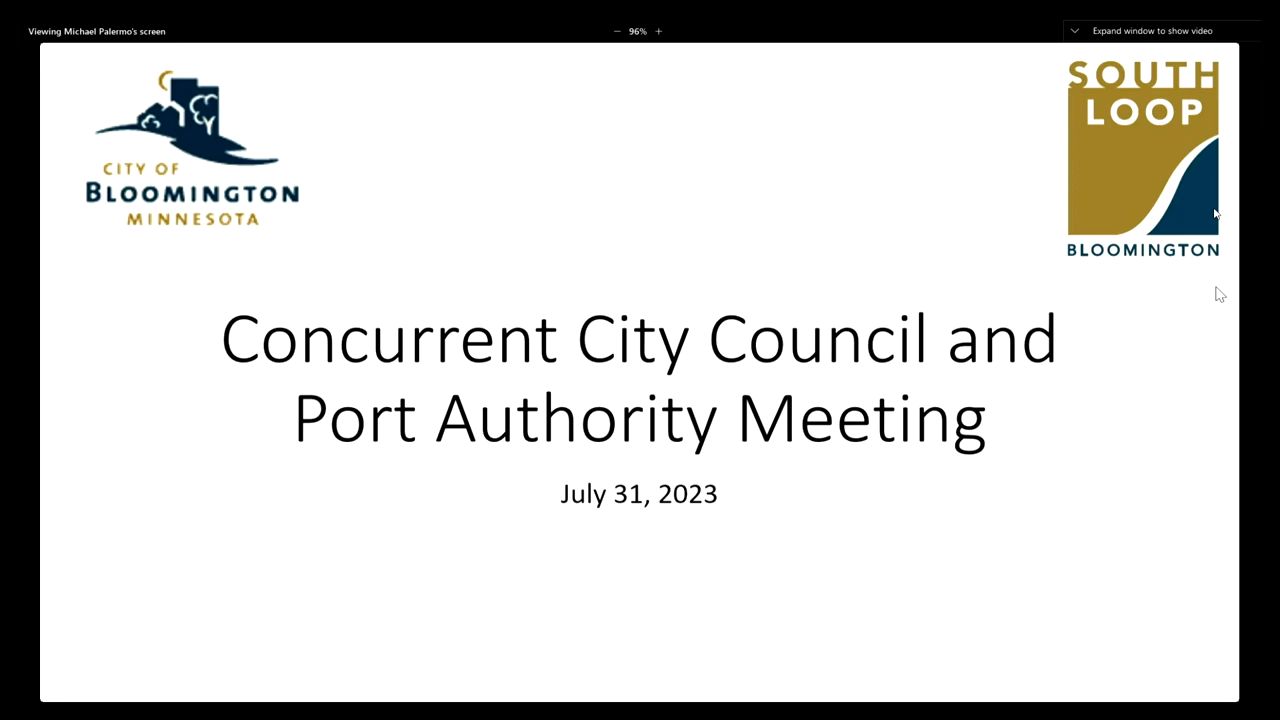 Viewing Michael Palermo's screen
− 96% +
Expand window to show video
CITY OF
BLOOMINGTON
MINNESOTA
SOUTH
LOOP
BLOOMINGTON
Concurrent City Council and
Port Authority Meeting
July 31, 2023